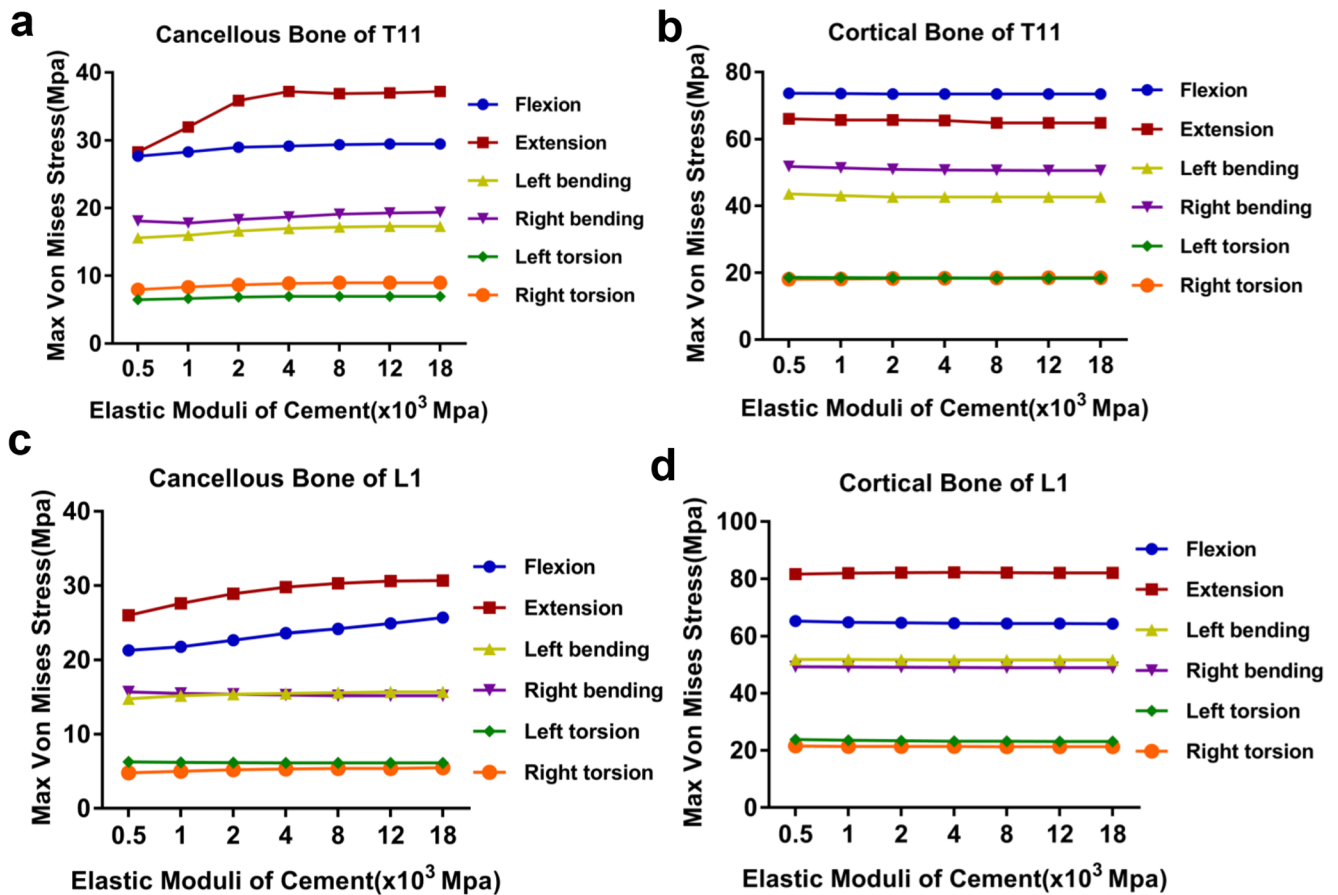 a
Cancellous Bone of T11
Max Von Mises Stress(Mpa)
40
30
20
10
0
0.5 1 2 4 8 12 18
Elastic Moduli of Cement(x10³ Mpa)
Flexion
Extension
Left bending
Right bending
Left torsion
Right torsion
b
Cortical Bone of T11
Max Von Mises Stress(Mpa)
80
60
40
20
0
0.5 1 2 4 8 12 18
Elastic Moduli of Cement(x10³ Mpa)
Flexion
Extension
Left bending
Right bending
Left torsion
Right torsion
c
Cancellous Bone of L1
Max Von Mises Stress(Mpa)
40
30
20
10
0
0.5 1 2 4 8 12 18
Elastic Moduli of Cement(x10³ Mpa)
Flexion
Extension
Left bending
Right bending
Left torsion
Right torsion
d
Cortical Bone of L1
Max Von Mises Stress(Mpa)
100
80
60
40
20
0
0.5 1 2 4 8 12 18
Elastic Moduli of Cement(x10³ Mpa)
Flexion
Extension
Left bending
Right bending
Left torsion
Right torsion